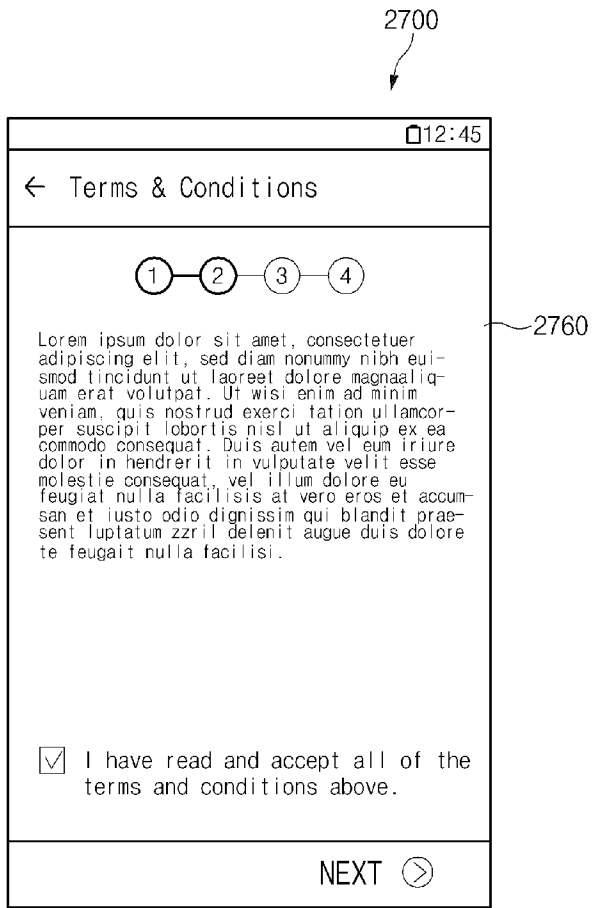 2700
12:45
← Terms & Conditions
1 2 3 4
2760
Lorem ipsum dolor sit amet, consectetuer
adipiscing elit, sed diam nonummy nibh eui-
smod tincidunt ut laoreet dolore magnaaliq-
uam erat volutpat. Ut wisi enim ad minim
veniam, quis nostrud exerci tation ullamcor-
per suscipit lobortis nisl ut aliquip ex ea
commodo consequat. Duis autem vel eum iriure
dolor in hendrerit in vulputate velit esse
molestie consequat, vel illum dolore eu
feugiat nulla facilisis at vero eros et accum-
san et iusto odio dignissim qui blandit prae-
sent luptatum zzril delenit augue duis dolore
te feugait nulla facilisi.
I have read and accept all of the
terms and conditions above.
NEXT